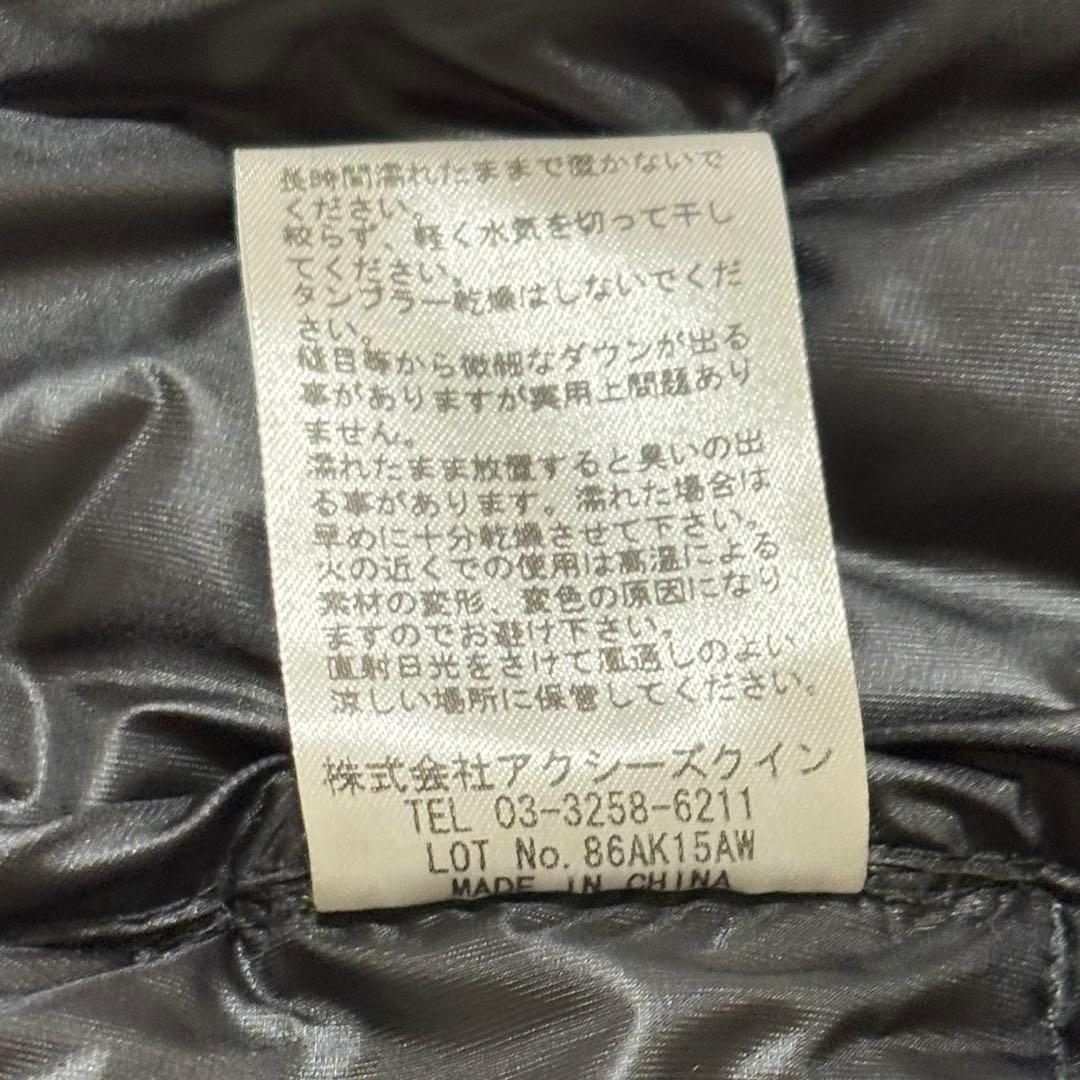 長時間濡れたままで置かないで
ください。
絞らず、軽く水気を切って干し
てください。
タンブラー乾燥はしないでくだ
さい。
縫目等から微細なダウンが出る
事がありますが実用上問題あり
ません。
濡れたまま放置すると臭いの出
る事があります。濡れた場合は
早めに十分乾燥させて下さい。
火の近くでの使用は高温による
素材の変形、変色の原因になり
ますのでお避け下さい。
直射日光をさけて風通しのよい
涼しい場所に保管してください。
株式会社アクシーズクイン
TEL 03-3258-6211
LOT No. 86AK15AW
MADE IN CHINA